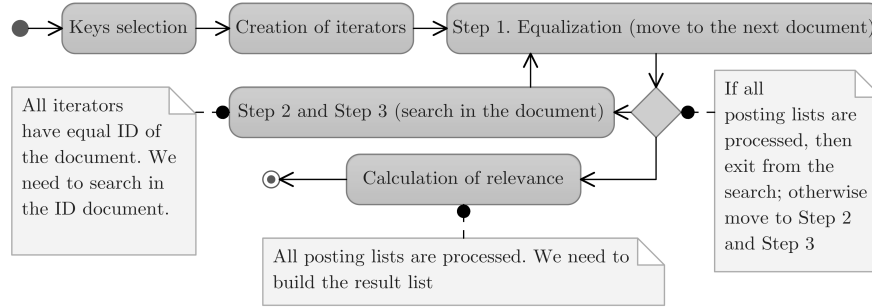 Keys selection
Creation of iterators
Step 1. Equalization (move to the next document)
All iterators
have equal ID of
the document. We
need to search in
the ID document.
Step 2 and Step 3 (search in the document)
If all
posting lists are
processed, then
exit from the
search; otherwise
move to Step 2
and Step 3
Calculation of relevance
All posting lists are processed. We need to
build the result list